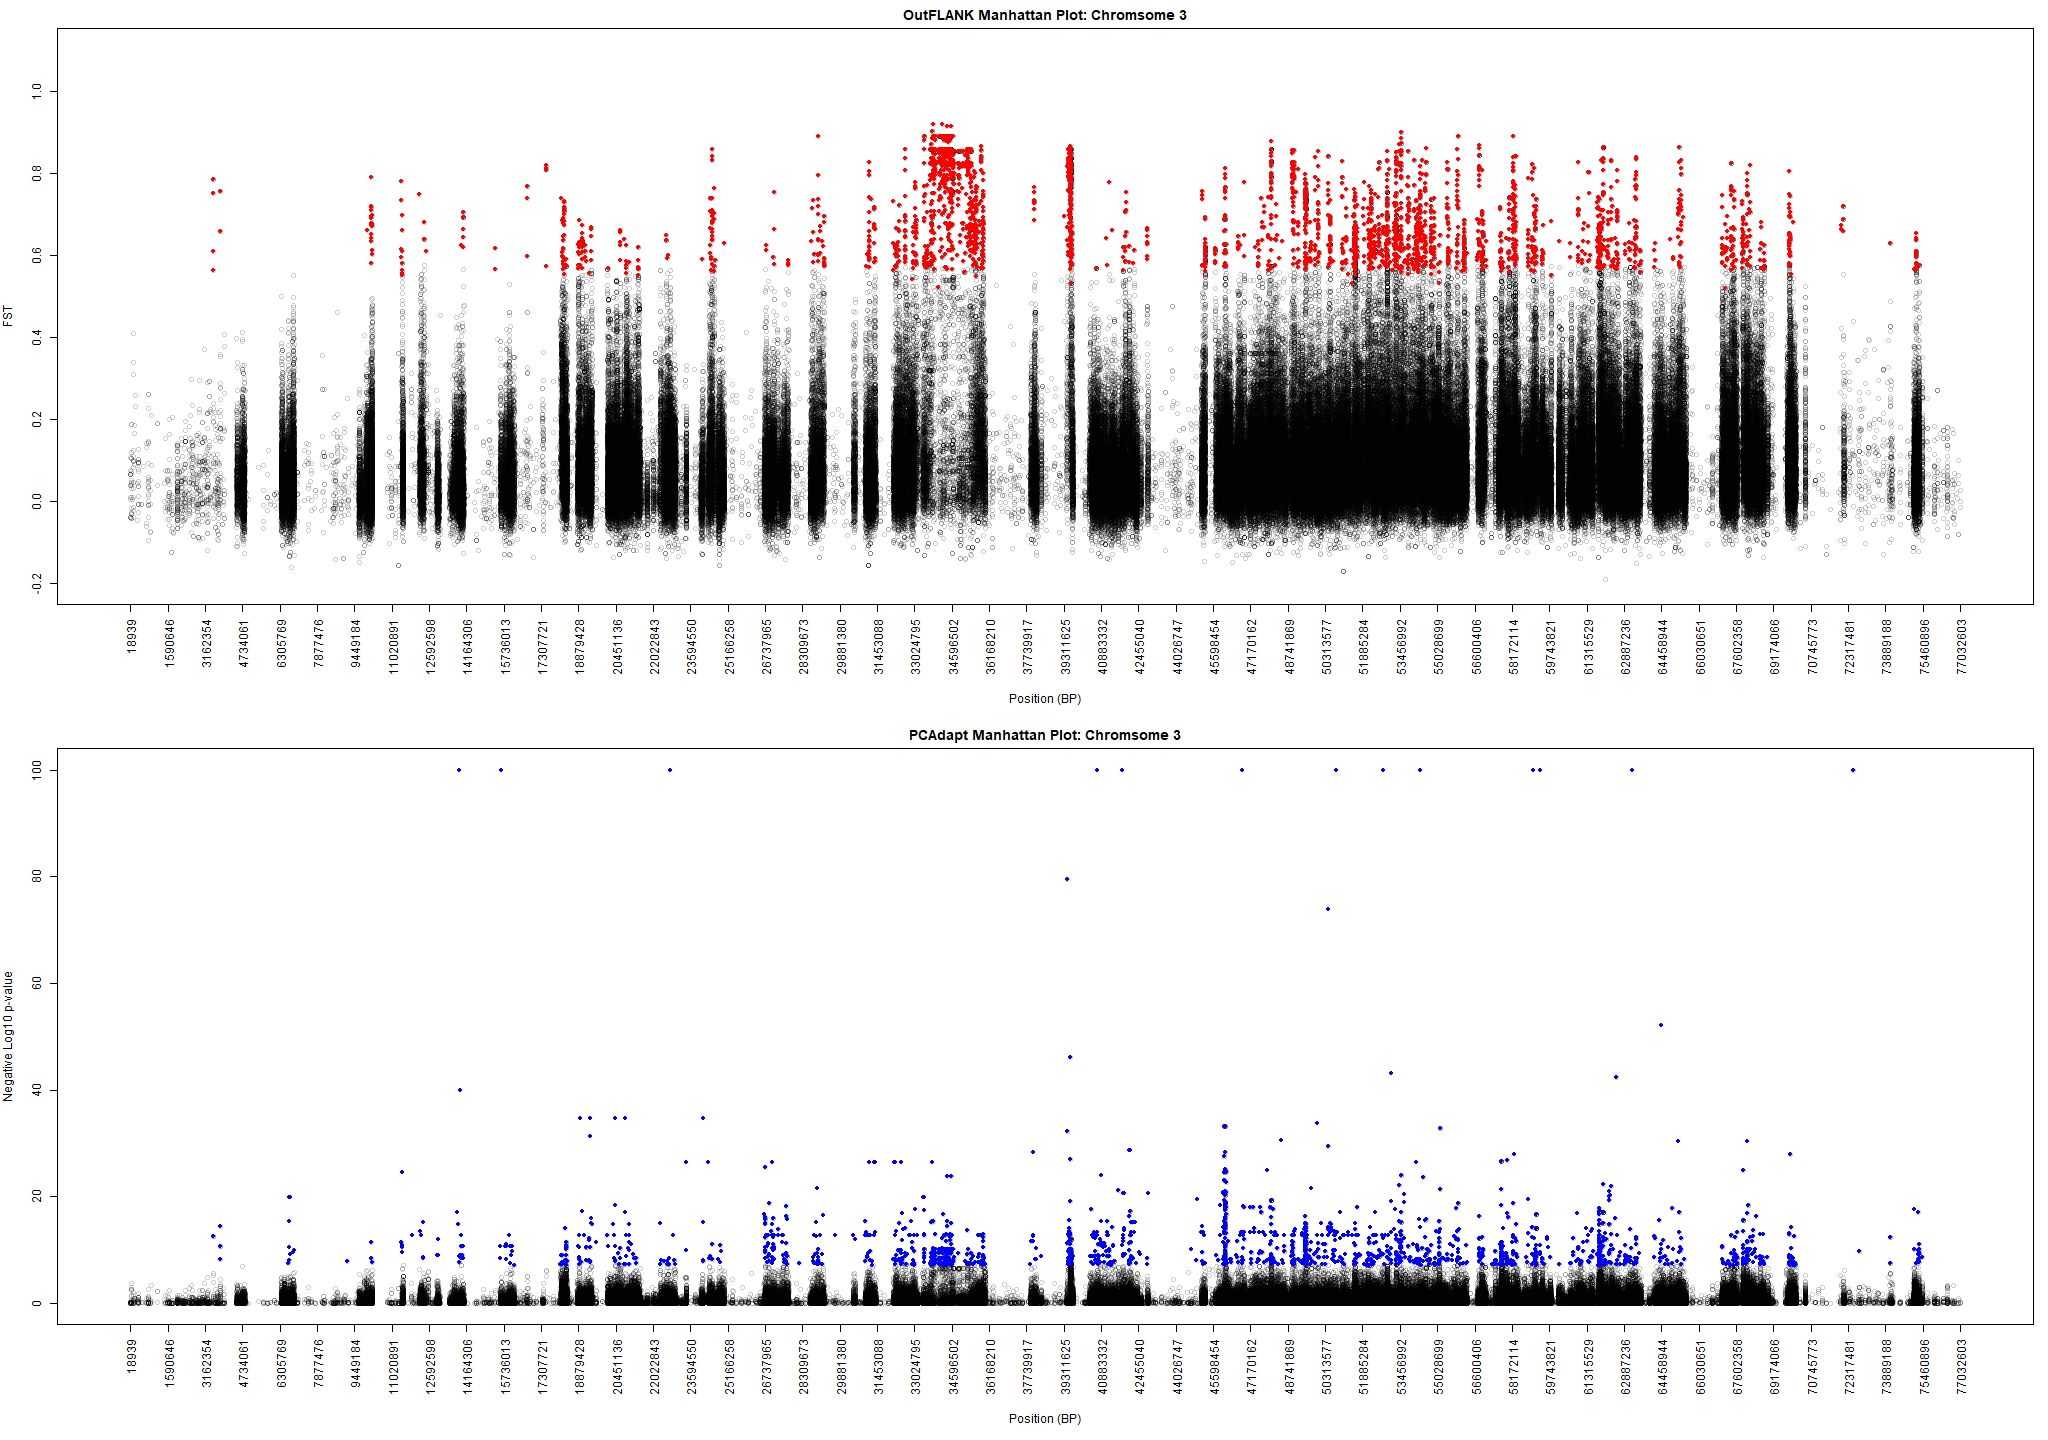 OutFLANK Manhattan Plot: Chromsome 3
FST
1.0
0.8
0.6
0.4
0.2
0.0
-0.2
18939 1590646 3162354 4734061 6305769 7877476 9449184 11020891 12592598 14164306 15736013 17307721 18879428 20451136 22022843 23594550 25166258 26737965 28309673 29881380 31453088 33024795 34596502 36168210 37739917 39311625 40883332 42455040 44026747 45598454 47170162 48741869 50313577 51885284 53456992 55028699 56600406 58172114 59743821 61315529 62887236 64458944 66030651 67602358 69174066 70745773 72317481 73889188 75460896 77032603
Position (BP)
PCAdapt Manhattan Plot: Chromsome 3
Negative Log10 p-value
100
80
60
40
20
0
18939 1590646 3162354 4734061 6305769 7877476 9449184 11020891 12592598 14164306 15736013 17307721 18879428 20451136 22022843 23594550 25166258 26737965 28309673 29881380 31453088 33024795 34596502 36168210 37739917 39311625 40883332 42455040 44026747 45598454 47170162 48741869 50313577 51885284 53456992 55028699 56600406 58172114 59743821 61315529 62887236 64458944 66030651 67602358 69174066 70745773 72317481 73889188 75460896 77032603
Position (BP)